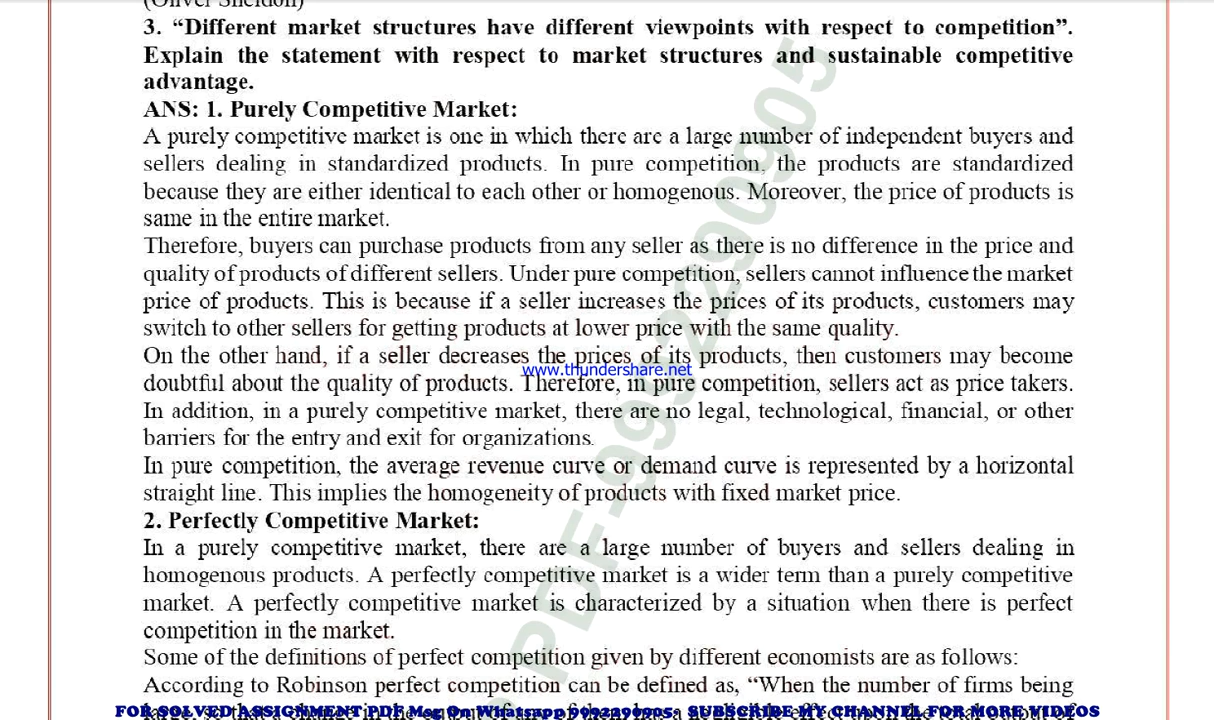 (Oliver Sheldon)
3. “Different market structures have different viewpoints with respect to competition”.
Explain the statement with respect to market structures and sustainable competitive
advantage.
ANS: 1. Purely Competitive Market:
A purely competitive market is one in which there are a large number of independent buyers and
sellers dealing in standardized products. In pure competition, the products are standardized
because they are either identical to each other or homogenous. Moreover, the price of products is
same in the entire market.
Therefore, buyers can purchase products from any seller as there is no difference in the price and
quality of products of different sellers. Under pure competition, sellers cannot influence the market
price of products. This is because if a seller increases the prices of its products, customers may
switch to other sellers for getting products at lower price with the same quality.
On the other hand, if a seller decreases the prices of its products, then customers may become
www.thundershare.net
doubtful about the quality of products. Therefore, in pure competition, sellers act as price takers.
In addition, in a purely competitive market, there are no legal, technological, financial, or other
barriers for the entry and exit for organizations.
In pure competition, the average revenue curve or demand curve is represented by a horizontal
straight line. This implies the homogeneity of products with fixed market price.
2. Perfectly Competitive Market:
In a purely competitive market, there are a large number of buyers and sellers dealing in
homogenous products. A perfectly competitive market is a wider term than a purely competitive
market. A perfectly competitive market is characterized by a situation when there is perfect
competition in the market.
Some of the definitions of perfect competition given by different economists are as follows:
According to Robinson perfect competition can be defined as, “When the number of firms being
FOR SOLVED ASSIGNMENT PDF Msg On Whatsapp 9992290905- SUBSCRIBE MY CHANNEL FOR MORE VIDEOS
PDF-9992290905